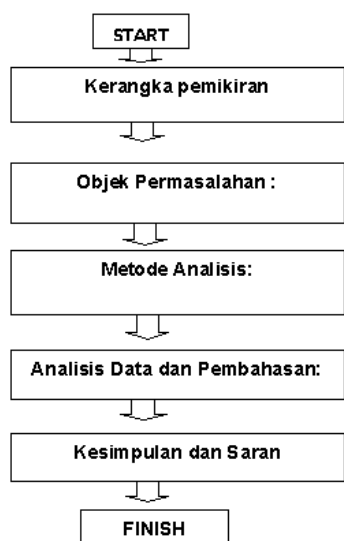 START
Kerangka pemikiran
Objek Permasalahan :
Metode Analisis:
Analisis Data dan Pembahasan:
Kesimpulan dan Saran
FINISH